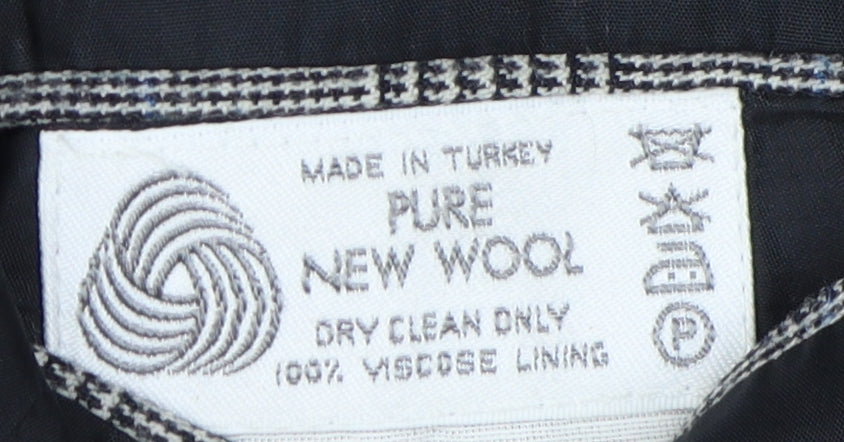 MADE IN TURKEY
PURE
NEW WOOL
DRY CLEAN ONLY
100% VISCOSE LINING
P